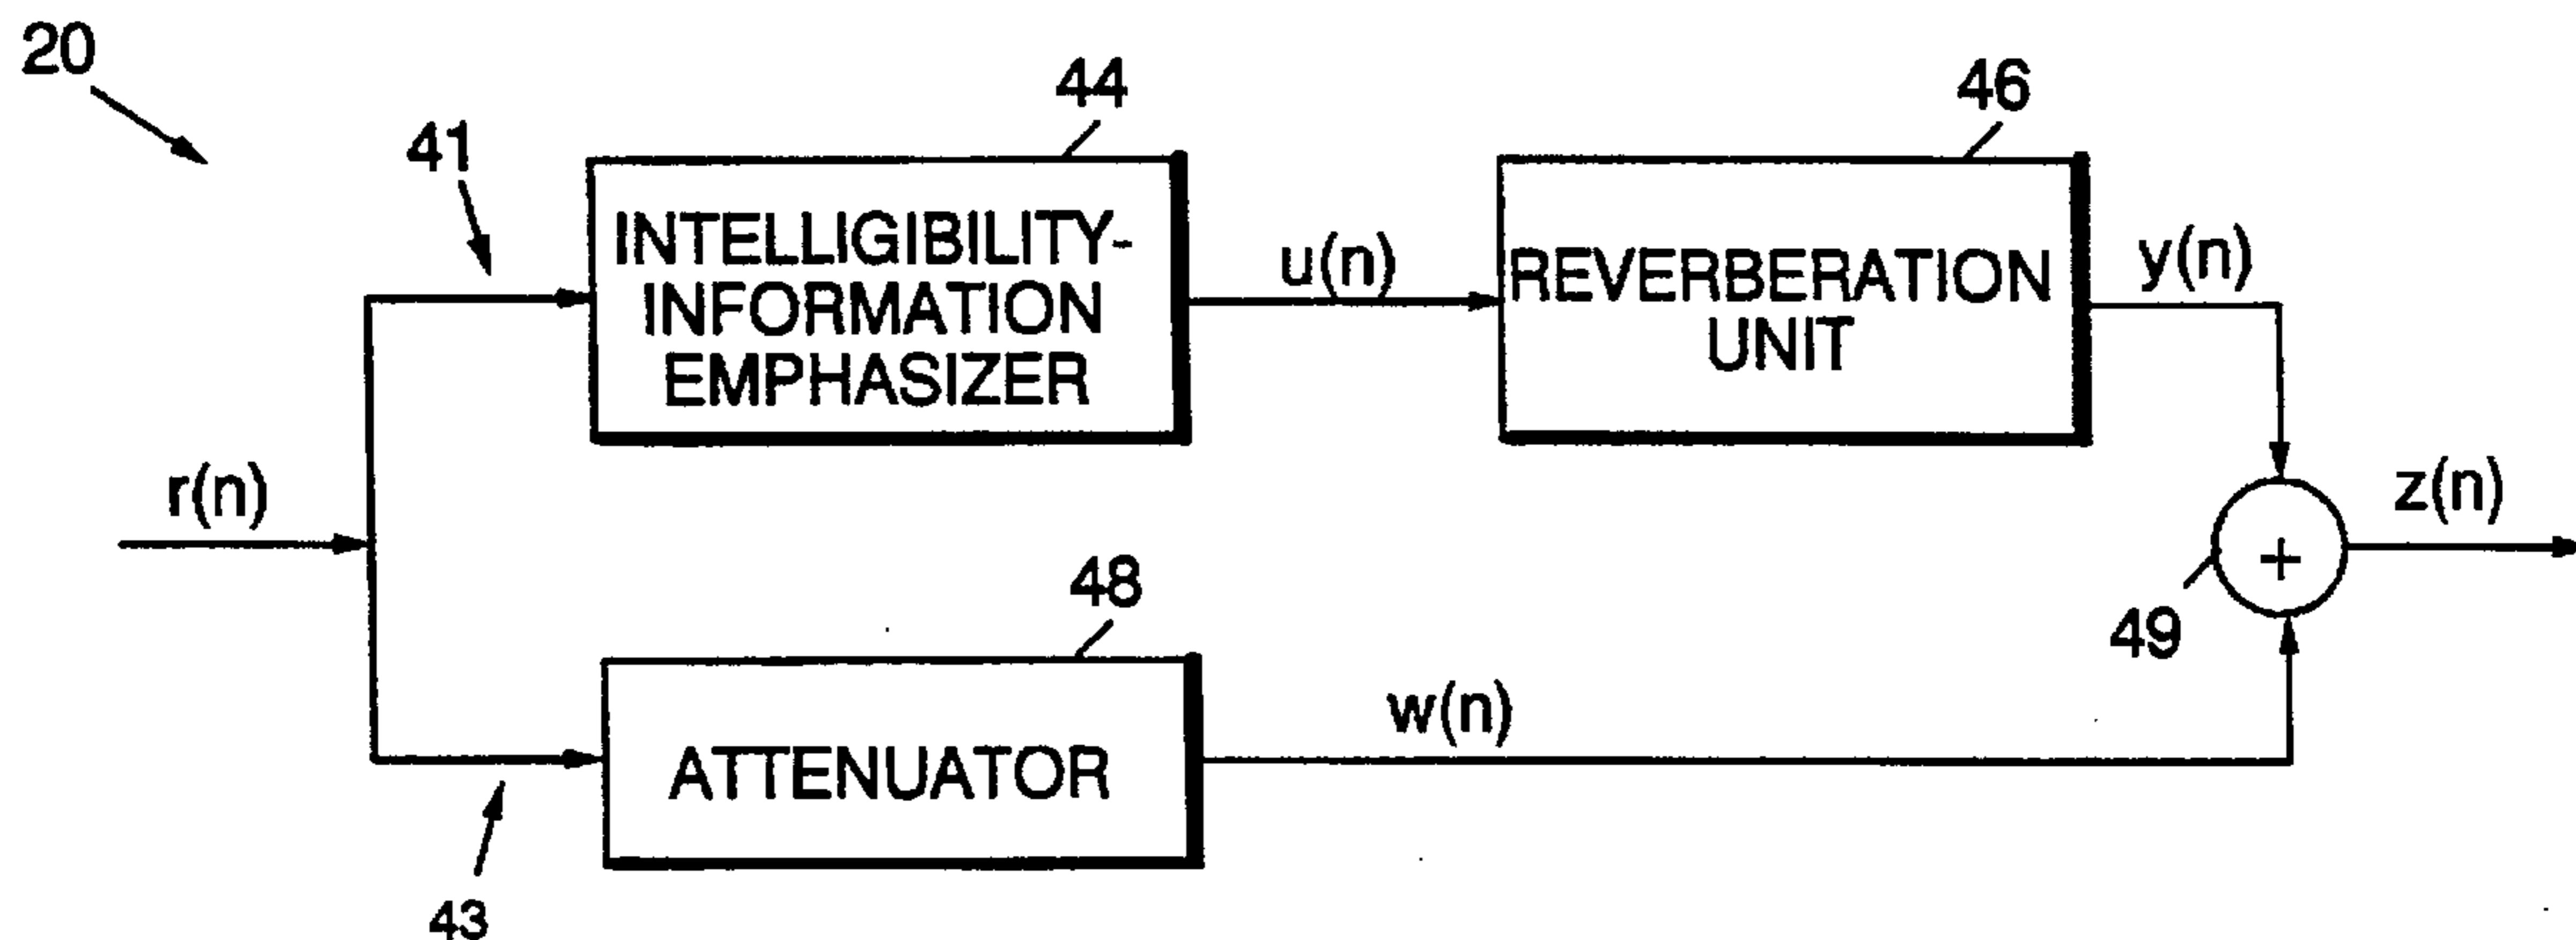 20
44
46
41
INTELLIGIBILITY-
INFORMATION
EMPHASIZER
u(n)
REVERBERATION
UNIT
y(n)
r(n)
z(n)
48
49
+
w(n)
ATTENUATOR
43